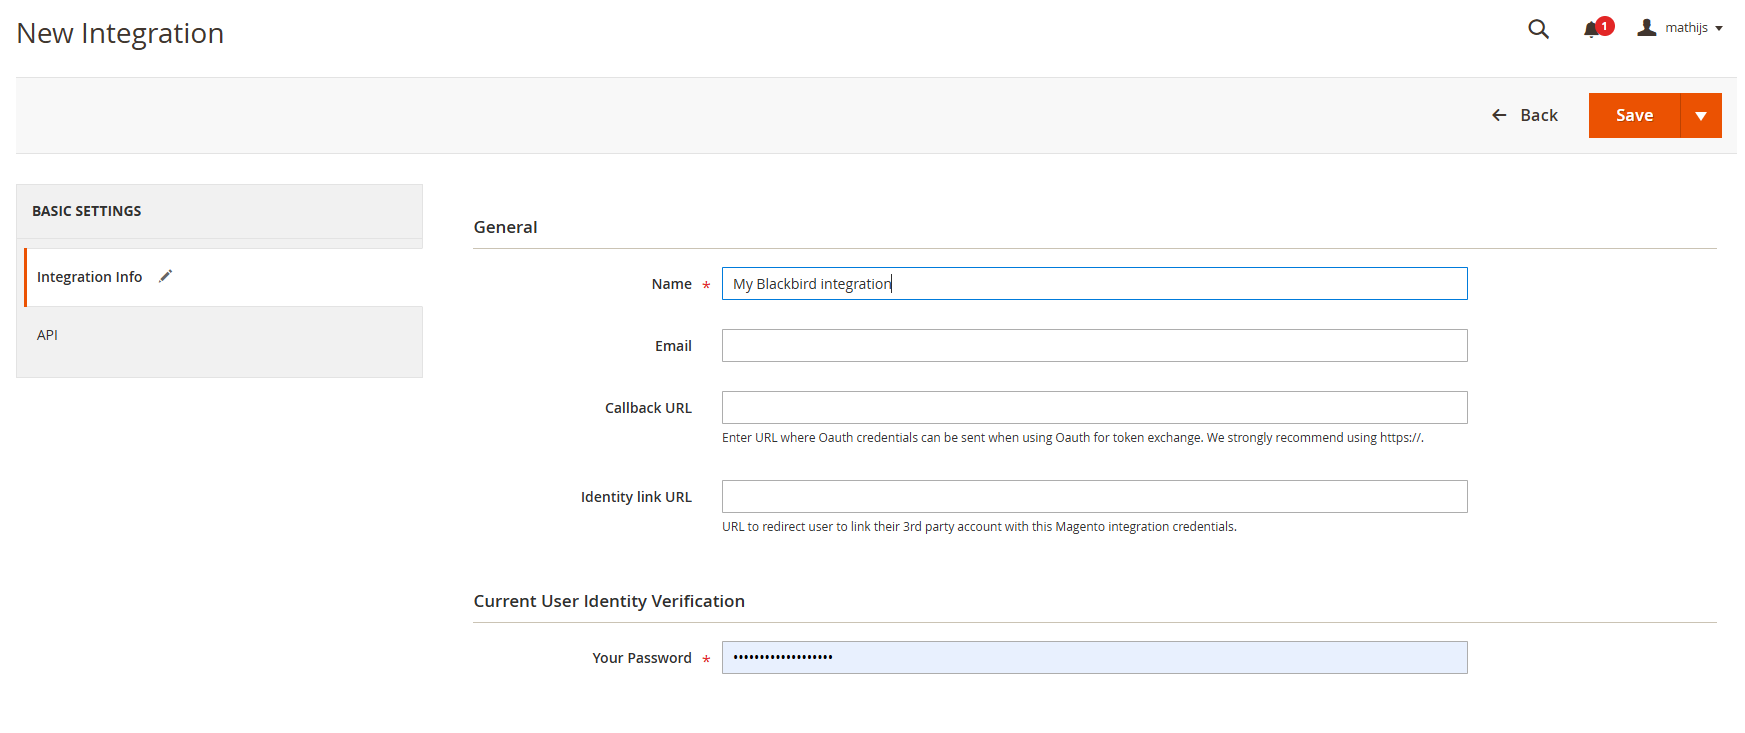 New Integration
1
mathijs
Back
Save
BASIC SETTINGS
Integration Info
API
General
Name *
My Blackbird integration
Email
Callback URL
Enter URL where Oauth credentials can be sent when using Oauth for token exchange. We strongly recommend using https://.
Identity link URL
URL to redirect user to link their 3rd party account with this Magento integration credentials.
Current User Identity Verification
Your Password *
•••••••••••••••••••